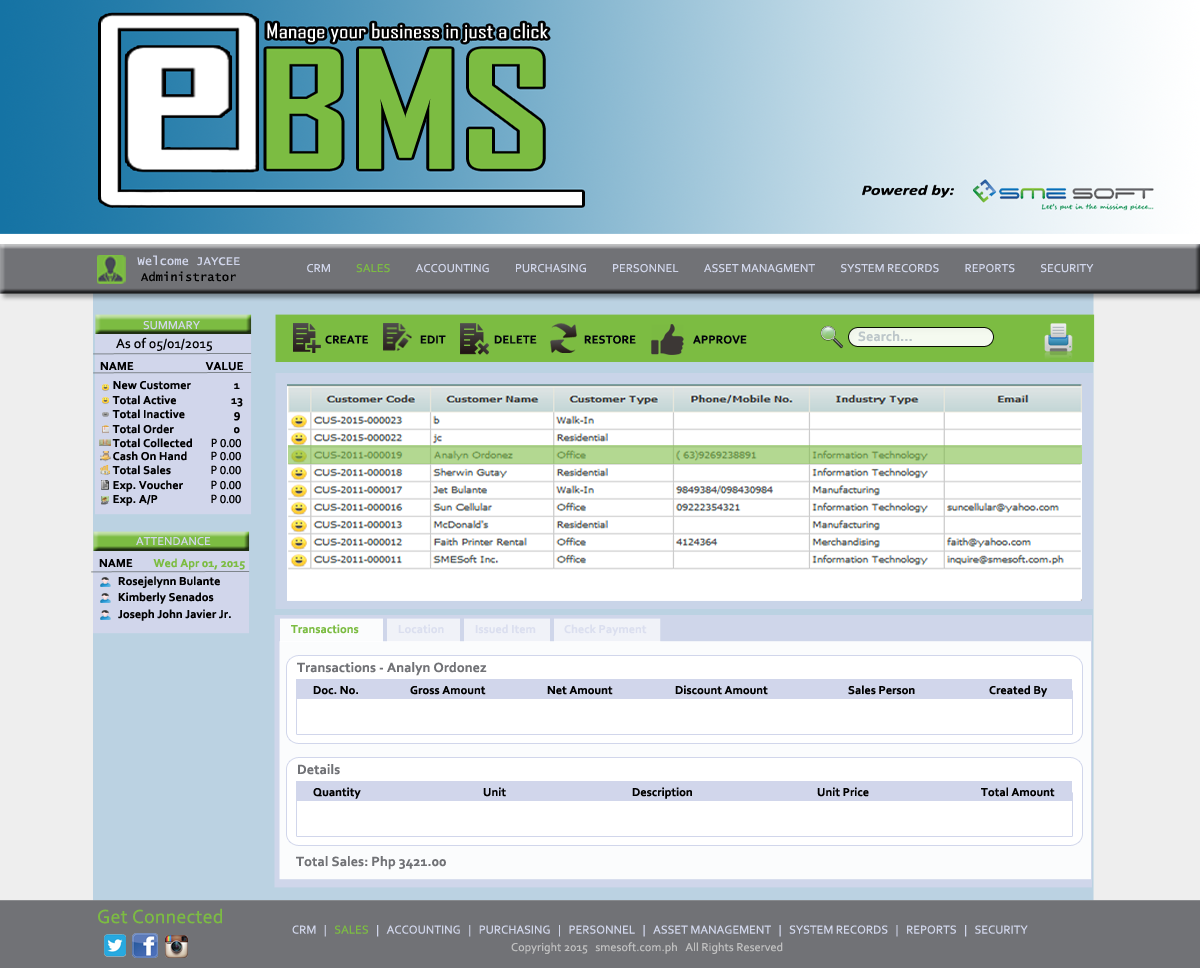 Manage your business in just a click
eBMS
Powered by: SME SOFT
Let's put in the missing piece...
Welcome JAYCEE
Administrator
CRM SALES ACCOUNTING PURCHASING PERSONNEL ASSET MANAGMENT SYSTEM RECORDS REPORTS SECURITY
SUMMARY
As of 05/01/2015
NAME VALUE
New Customer 1
Total Active 13
Total Inactive 9
Total Order 0
Total Collected P 0.00
Cash On Hand P 0.00
Total Sales P 0.00
Exp. Voucher P 0.00
Exp. A/P P 0.00
ATTENDANCE
NAME Wed Apr 01, 2015
Rosejelynn Bulante
Kimberly Senados
Joseph John Javier Jr.
CREATE EDIT DELETE RESTORE APPROVE Search...
Customer Code Customer Name Customer Type Phone/Mobile No. Industry Type Email
CUS-2015-000023 b Walk-In
CUS-2015-000022 jc Residential
CUS-2011-000019 Analyn Ordonez Office ( 63)9269238891 Information Technology
CUS-2011-000018 Sherwin Gutay Residential Information Technology
CUS-2011-000017 Jet Bulante Walk-In 9849384/098430984 Manufacturing
CUS-2011-000016 Sun Cellular Office 09222354321 Information Technology suncellular@yahoo.com
CUS-2011-000013 McDonald's Residential Manufacturing
CUS-2011-000012 Faith Printer Rental Office 4124364 Merchandising faith@yahoo.com
CUS-2011-000011 SMESoft Inc. Office Information Technology inquire@smesoft.com.ph
Transactions Location Issued Item Check Payment
Transactions - Analyn Ordonez
Doc. No. Gross Amount Net Amount Discount Amount Sales Person Created By
Details
Quantity Unit Description Unit Price Total Amount
Total Sales: Php 3421.00
Get Connected
CRM | SALES | ACCOUNTING | PURCHASING | PERSONNEL | ASSET MANAGEMENT | SYSTEM RECORDS | REPORTS | SECURITY
Copyright 2015 smesoft.com.ph All Rights Reserved